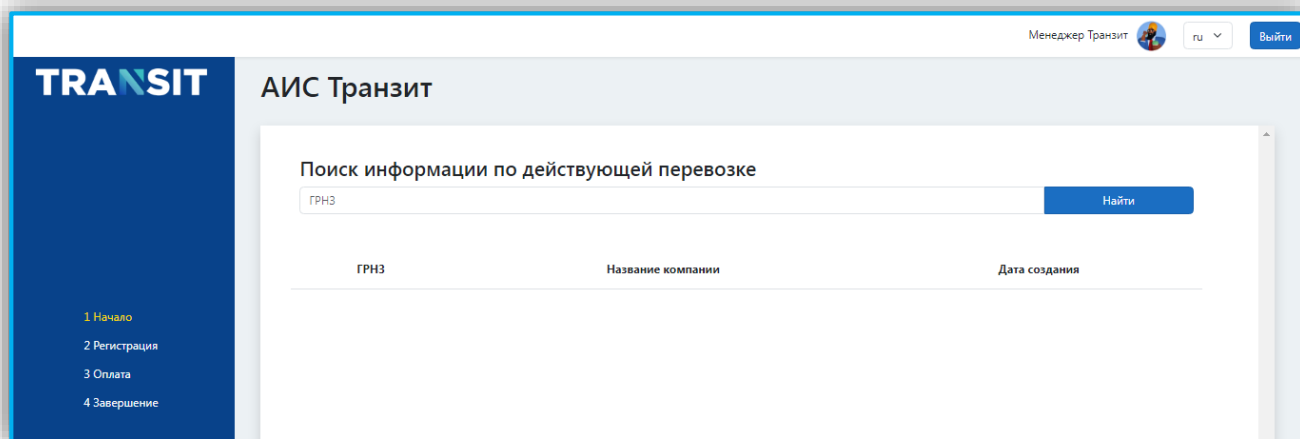 Менеджер Транзит ru Выйти
TRANSIT
АИС Транзит
Поиск информации по действующей перевозке
ГРНЗ Найти
ГРНЗ Название компании Дата создания
1 Начало
2 Регистрация
3 Оплата
4 Завершение